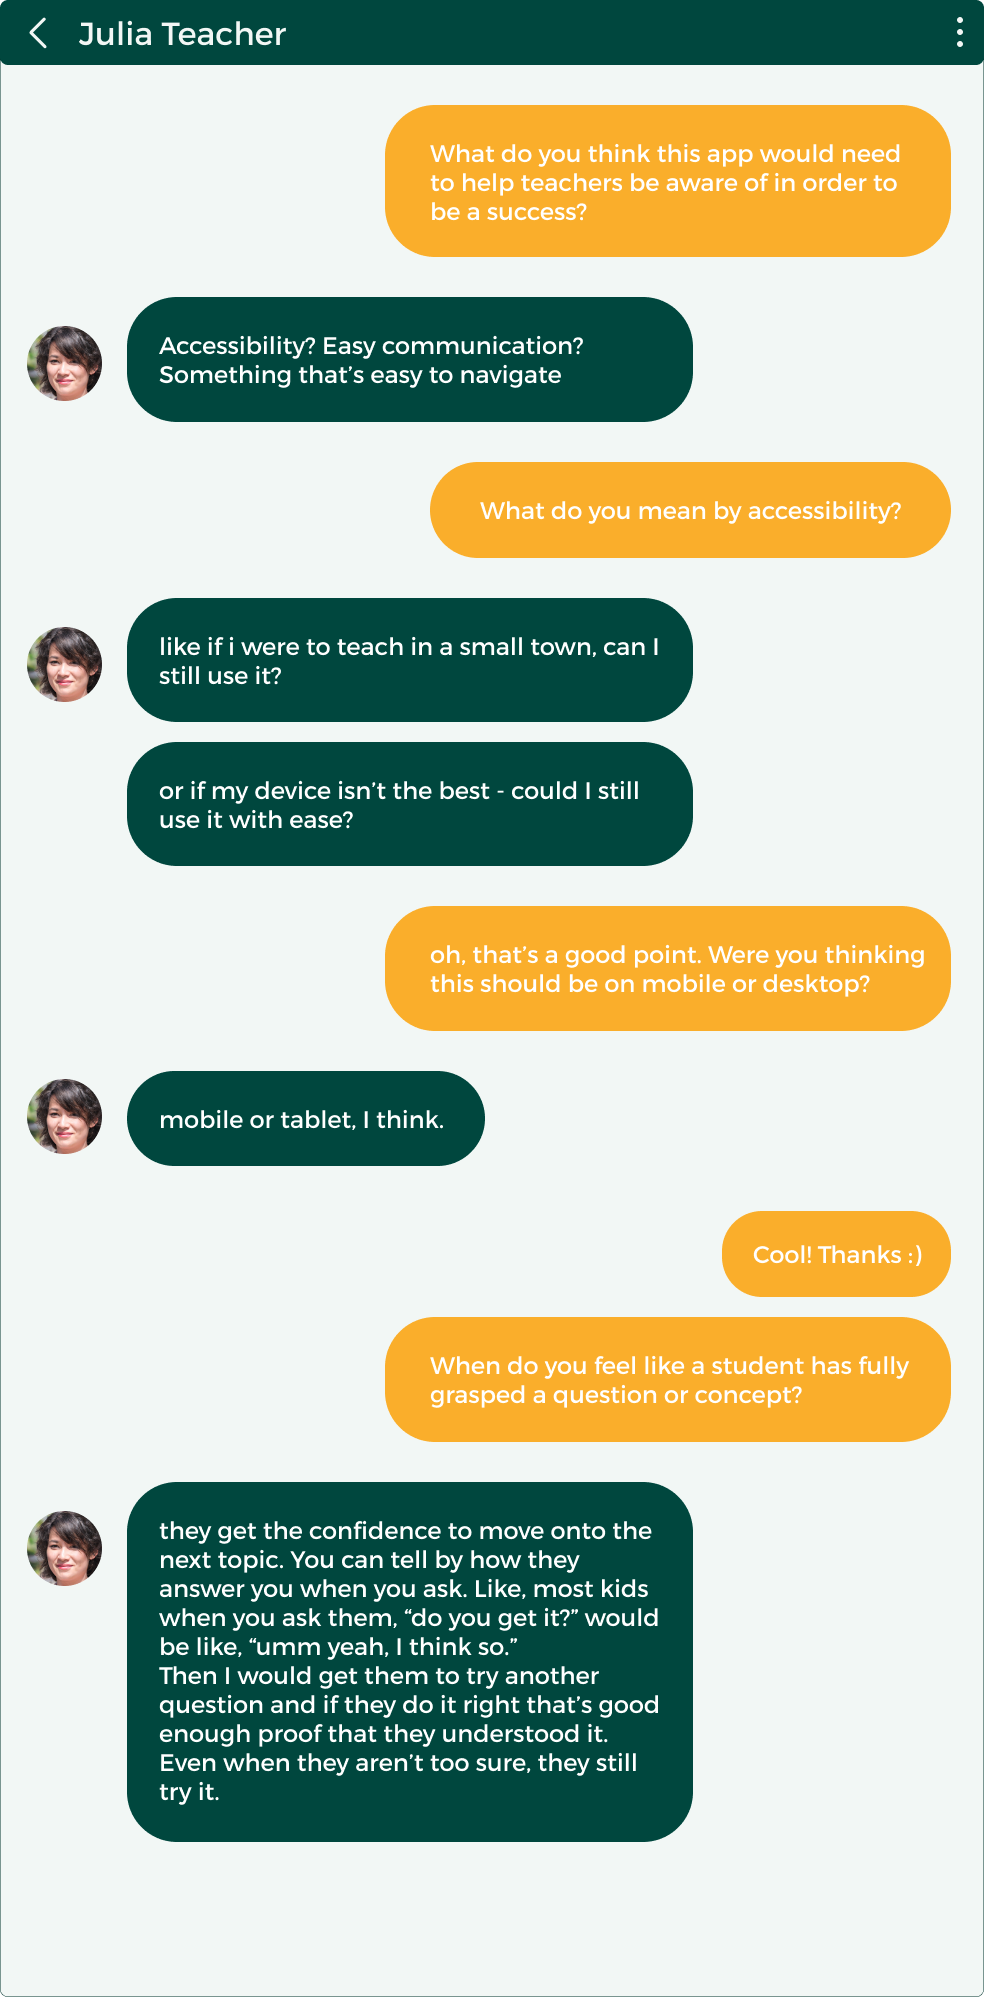 Julia Teacher
What do you think this app would need
to help teachers be aware of in order to
be a success?
Accessibility? Easy communication?
Something that’s easy to navigate
What do you mean by accessibility?
like if i were to teach in a small town, can I
still use it?
or if my device isn’t the best - could I still
use it with ease?
oh, that’s a good point. Were you thinking
this should be on mobile or desktop?
mobile or tablet, I think.
Cool! Thanks :)
When do you feel like a student has fully
grasped a question or concept?
they get the confidence to move onto the
next topic. You can tell by how they
answer you when you ask. Like, most kids
when you ask them, “do you get it?” would
be like, “umm yeah, I think so.”
Then I would get them to try another
question and if they do it right that’s good
enough proof that they understood it.
Even when they aren’t too sure, they still
try it.